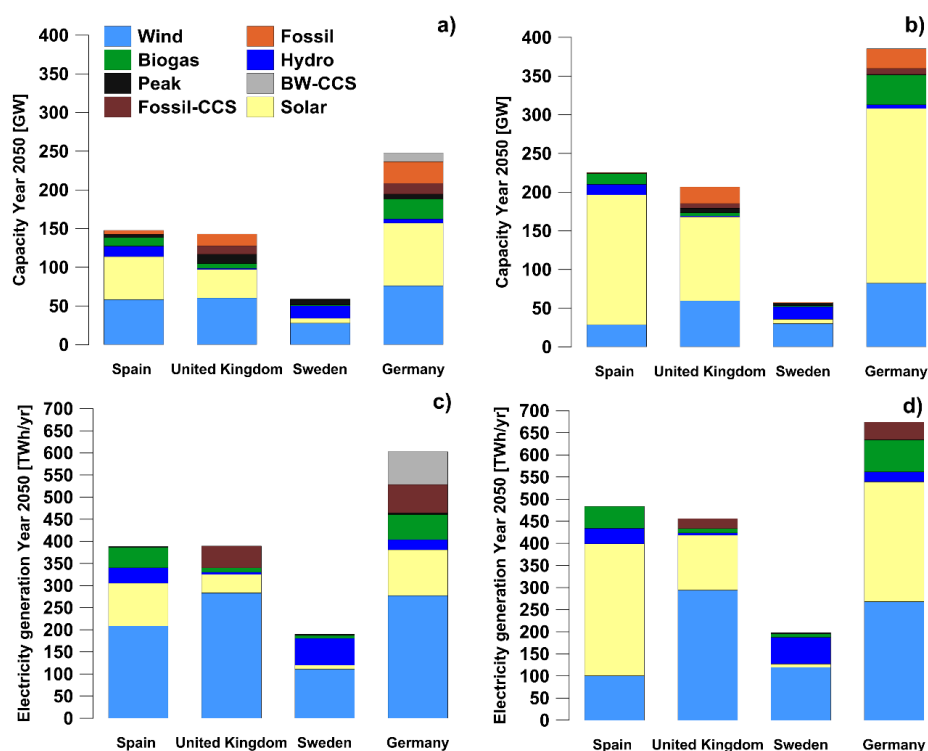 a)
Wind
Fossil
Biogas
Hydro
Peak
BW-CCS
Fossil-CCS
Solar
Capacity Year 2050 [GW]
400
350
300
250
200
150
100
50
0
Spain
United Kingdom
Sweden
Germany
b)
Capacity Year 2050 [GW]
400
350
300
250
200
150
100
50
0
Spain
United Kingdom
Sweden
Germany
c)
Electricity generation Year 2050 [TWh/yr]
700
650
600
550
500
450
400
350
300
250
200
150
100
50
0
Spain
United Kingdom
Sweden
Germany
d)
Electricity generation Year 2050 [TWh/yr]
700
650
600
550
500
450
400
350
300
250
200
150
100
50
0
Spain
United Kingdom
Sweden
Germany